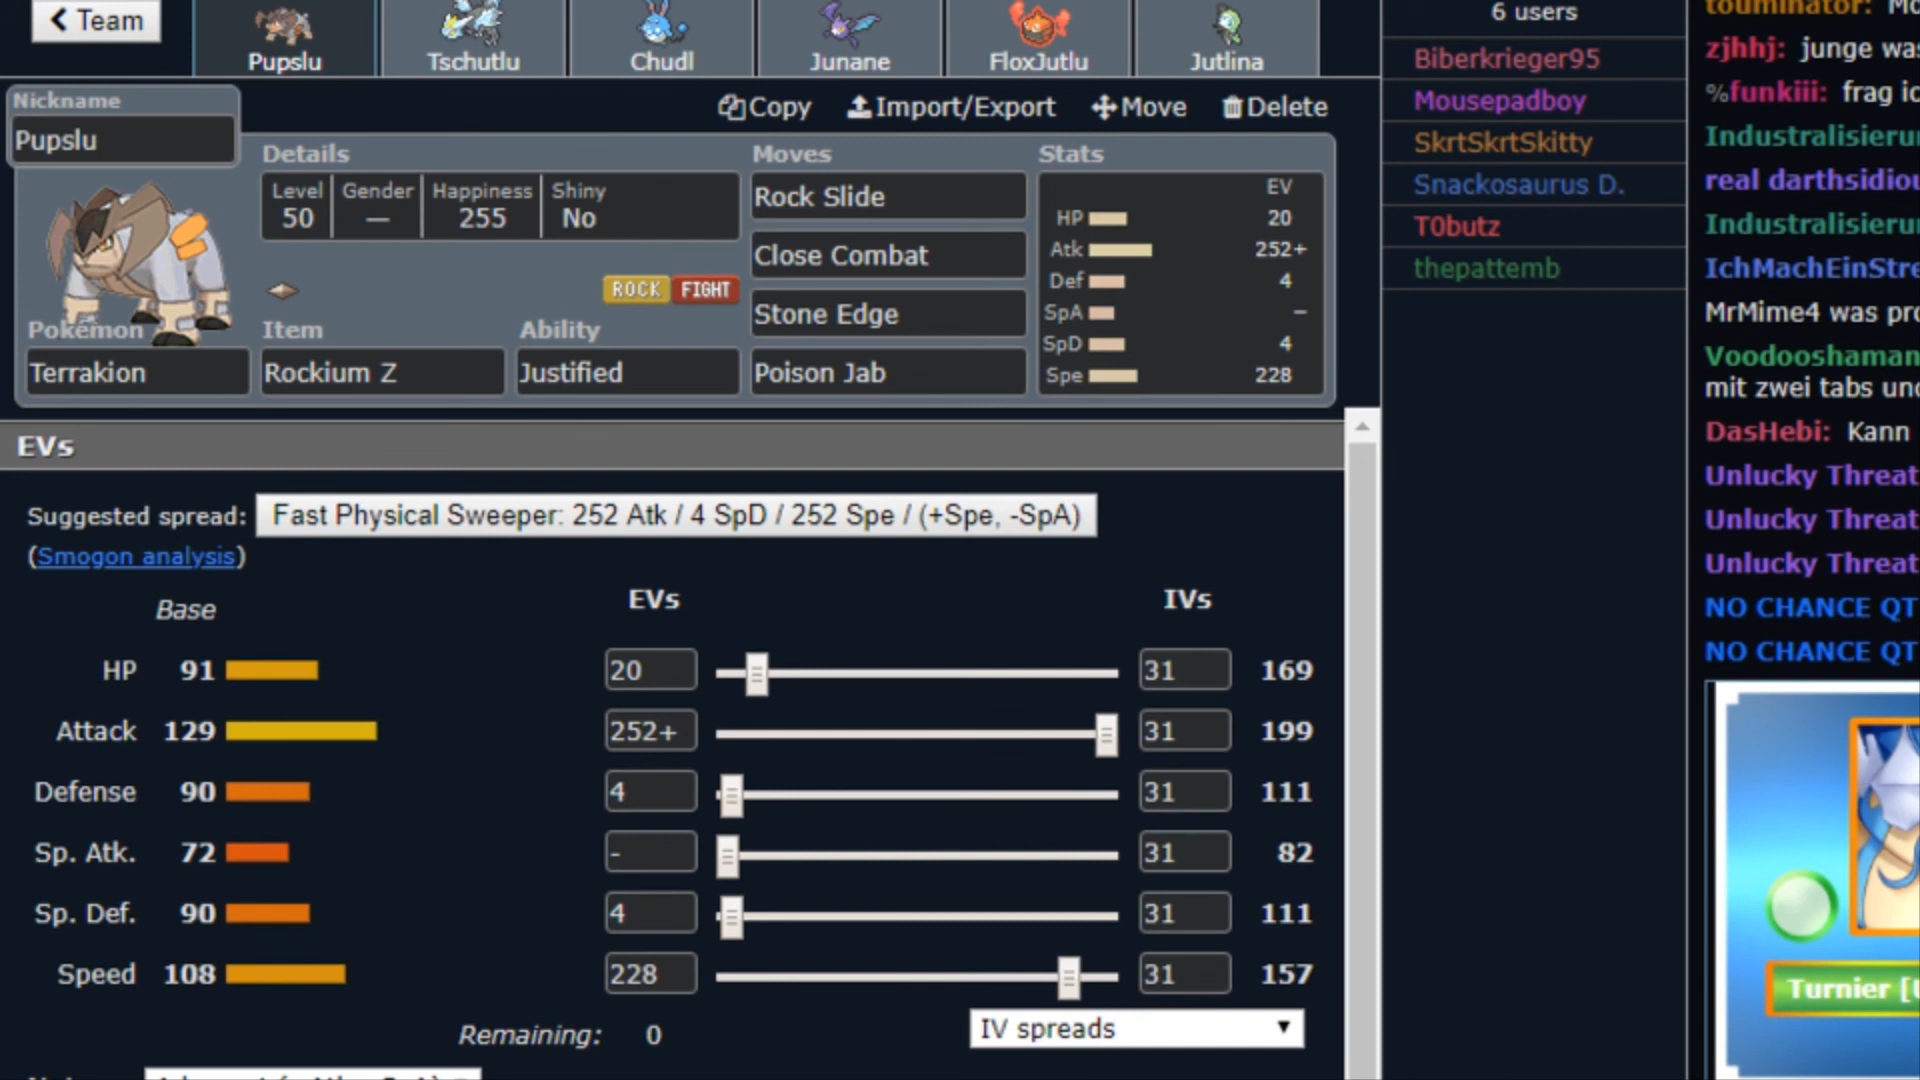 Team
Pupslu
Tschutlu
Chudl
Junane
FloxJutlu
Jutlina
Nickname
Pupslu
Copy
Import/Export
Move
Delete
Details
Level
50
Gender
—
Happiness
255
Shiny
No
ROCK
FIGHT
Pokémon
Terrakion
Item
Rockium Z
Ability
Justified
Moves
Rock Slide
Close Combat
Stone Edge
Poison Jab
Stats
EV
HP 20
Atk 252+
Def 4
SpA –
SpD 4
Spe 228
EVs
Suggested spread: Fast Physical Sweeper: 252 Atk / 4 SpD / 252 Spe / (+Spe, -SpA)
(Smogon analysis)
Base EVs IVs
HP 91 20 31 169
Attack 129 252+ 31 199
Defense 90 4 31 111
Sp. Atk. 72 - 31 82
Sp. Def. 90 4 31 111
Speed 108 228 31 157
Remaining: 0
IV spreads
6 users
Biberkrieger95
Mousepadboy
SkrtSkrtSkitty
Snackosaurus D.
T0butz
thepattemb
touminator:
zjhhj: junge was
%funkiii: frag ic
Industralisierun
real darthsidiou
Industralisierun
IchMachEinStre
MrMime4 was pro
Voodooshaman
mit zwei tabs und
DasHebi: Kann
Unlucky Threat
Unlucky Threat
Unlucky Threat
NO CHANCE QT
NO CHANCE QT
Turnier [U